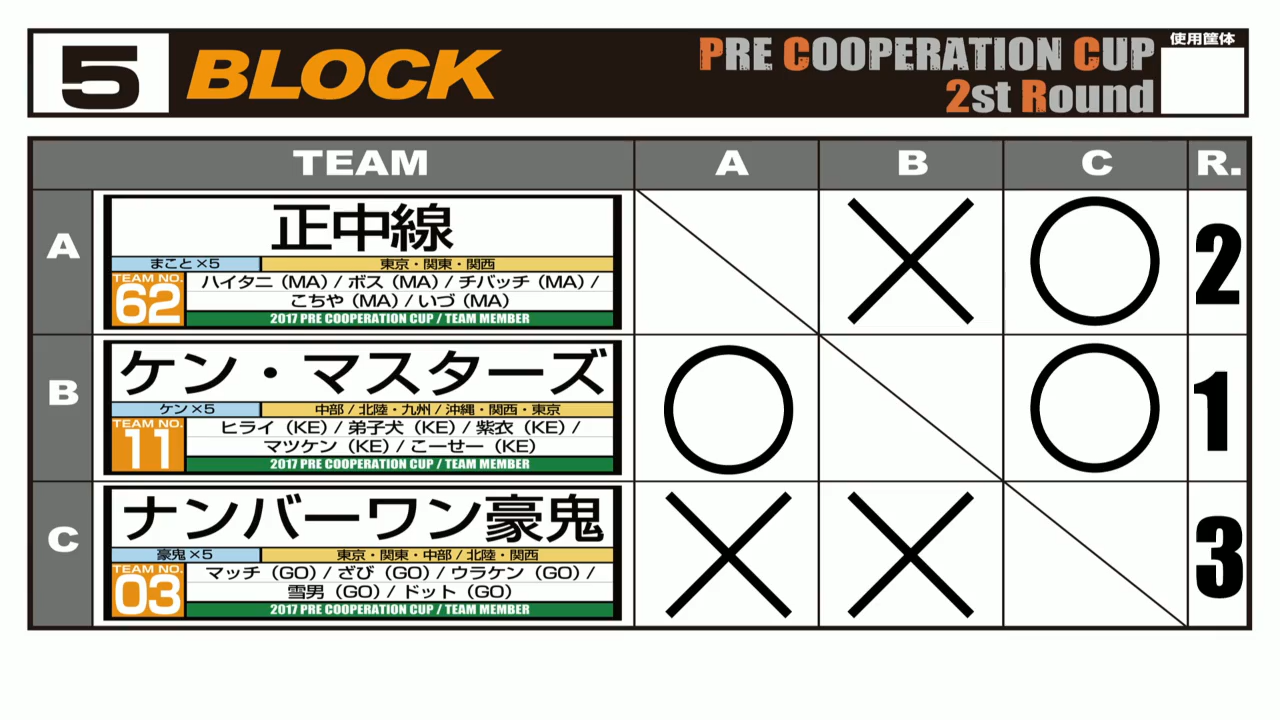 5 BLOCK
PRE COOPERATION CUP
2st Round
使用筐体
TEAM A B C R.
A
正中線
まこと×5 東京・関東・関西
TEAM NO.
62
ハイタニ（MA）/ ボス（MA）/ チバッチ（MA）/
こちや（MA）/ いづ（MA）
2017 PRE COOPERATION CUP / TEAM MEMBER
2
B
ケン・マスターズ
ケン×5 中部 / 北陸・九州 / 沖縄・関西・東京
TEAM NO.
11
ヒライ（KE）/ 弟子犬（KE）/ 紫衣（KE）/
マツケン（KE）/ こーせー（KE）
2017 PRE COOPERATION CUP / TEAM MEMBER
1
C
ナンバーワン豪鬼
豪鬼×5 東京・関東・中部 / 北陸・関西
TEAM NO.
03
マッチ（GO）/ ざび（GO）/ ウラケン（GO）/
雪男（GO）/ ドット（GO）
2017 PRE COOPERATION CUP / TEAM MEMBER
3